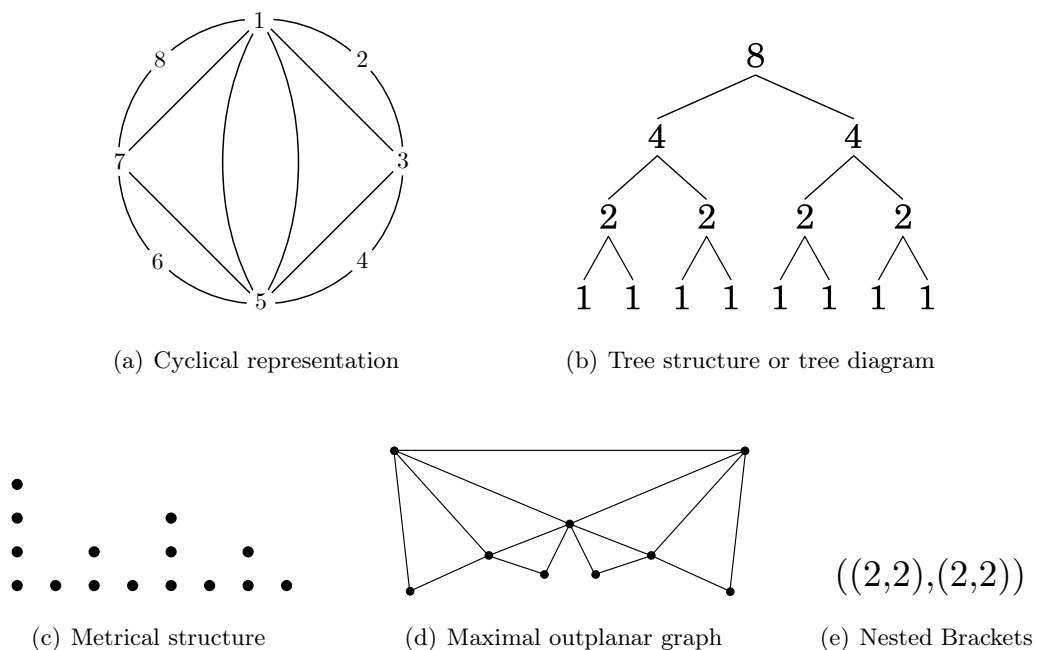 1
8 2
7 3
6 4
5
(a) Cyclical representation
8
4 4
2 2 2 2
1 1 1 1 1 1 1 1
(b) Tree structure or tree diagram
(c) Metrical structure
(d) Maximal outplanar graph
((2,2),(2,2))
(e) Nested Brackets